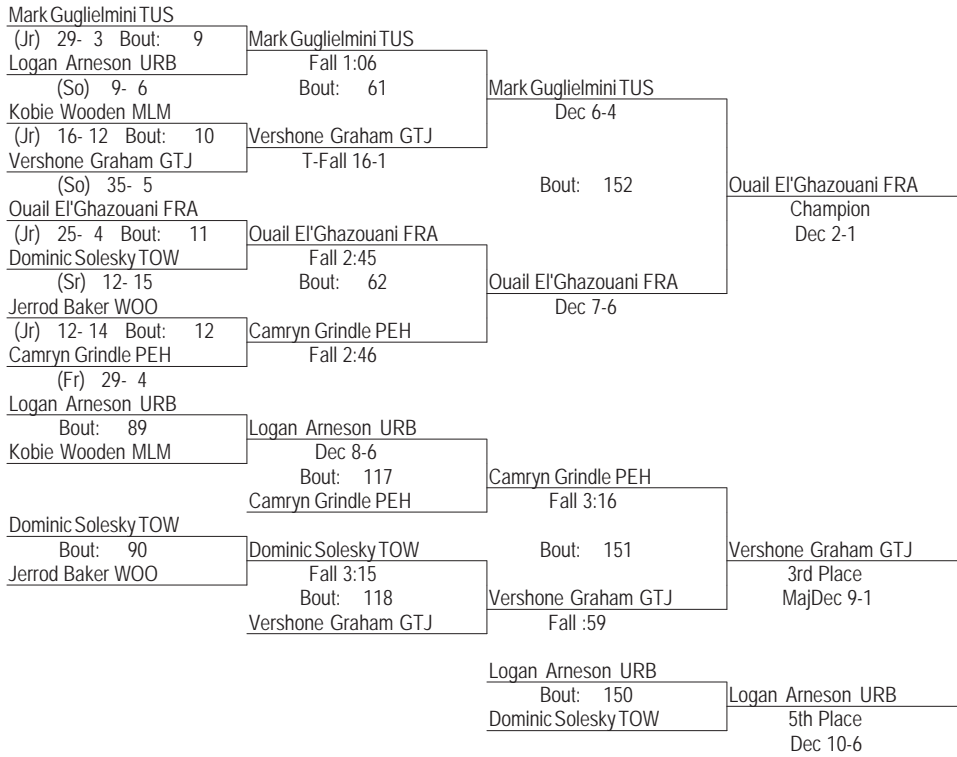 Mark Guglielmini TUS
(Jr) 29- 3 Bout: 9 Mark Guglielmini TUS
Logan Arneson URB Fall 1:06
(So) 9- 6 Bout: 61 Mark Guglielmini TUS
Kobie Wooden MLM Dec 6-4
(Jr) 16- 12 Bout: 10 Vershone Graham GTJ
Vershone Graham GTJ T-Fall 16-1
(So) 35- 5 Bout: 152 Ouail El'Ghazouani FRA
Ouail El'Ghazouani FRA Champion
(Jr) 25- 4 Bout: 11 Ouail El'Ghazouani FRA Dec 2-1
Dominic Solesky TOW Fall 2:45
(Sr) 12- 15 Bout: 62 Ouail El'Ghazouani FRA
Jerrod Baker WOO Dec 7-6
(Jr) 12- 14 Bout: 12 Camryn Grindle PEH
Camryn Grindle PEH Fall 2:46
(Fr) 29- 4
Logan Arneson URB
Bout: 89 Logan Arneson URB
Kobie Wooden MLM Dec 8-6
Bout: 117 Camryn Grindle PEH
Camryn Grindle PEH Fall 3:16
Dominic Solesky TOW
Bout: 90 Dominic Solesky TOW Bout: 151 Vershone Graham GTJ
Jerrod Baker WOO Fall 3:15 3rd Place
Bout: 118 Vershone Graham GTJ MajDec 9-1
Vershone Graham GTJ Fall :59
Logan Arneson URB
Bout: 150 Logan Arneson URB
Dominic Solesky TOW 5th Place
Dec 10-6